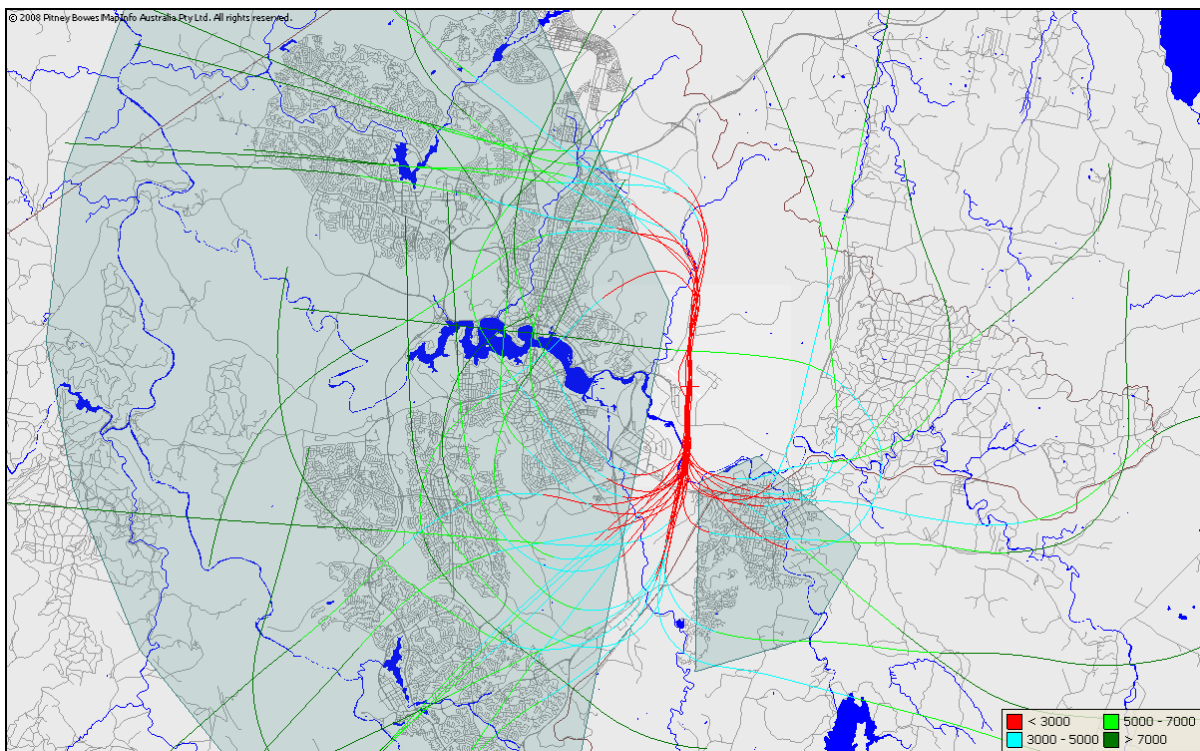 © 2008 Pitney Bowes MapInfo Australia Pty Ltd. All rights reserved.
< 3000
5000 - 7000
3000 - 5000
> 7000